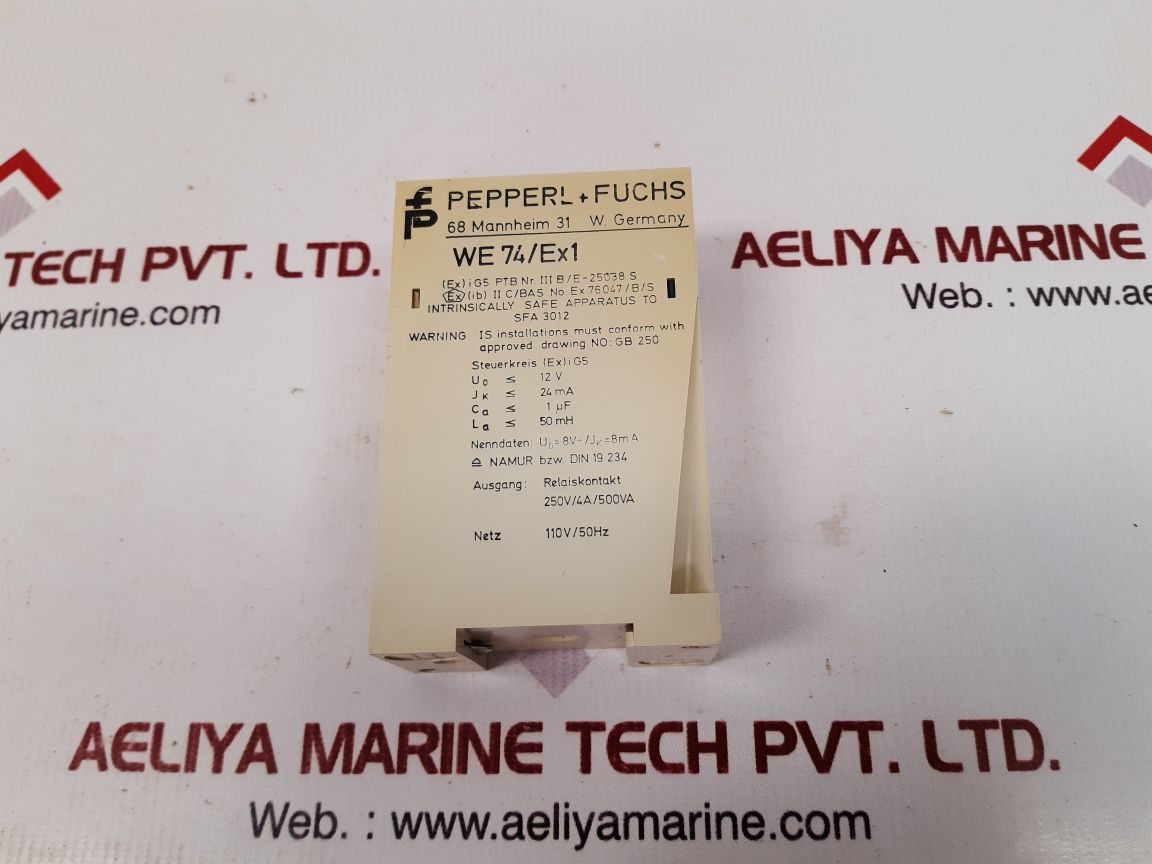 TECH PVT. LTD.
yamarine.com
AELIYA MARINE
Web. : www.ae
fP PEPPERL + FUCHS
68 Mannheim 31 W. Germany
WE 74/Ex1
(Ex) i G5 PTB Nr. III B/E-25038 S
(Ex) (ib) II C/BAS No. Ex 76047/B/S
INTRINSICALLY SAFE APPARATUS TO
SFA 3012
WARNING IS installations must conform with
approved drawing NO: GB 250
Steuerkreis (Ex) i G5
U₀ ≤ 12 V
Jₖ ≤ 24 mA
Cₐ ≤ 1 µF
Lₐ ≤ 50 mH
Nenndaten: U₀=8V-/Jₖ=8mA
≙ NAMUR bzw. DIN 19 234
Ausgang: Relaiskontakt
250V/4A/500VA
Netz 110V/50Hz
AELIYA MARINE TECH PVT. LTD.
Web. : www.aeliyamarine.com